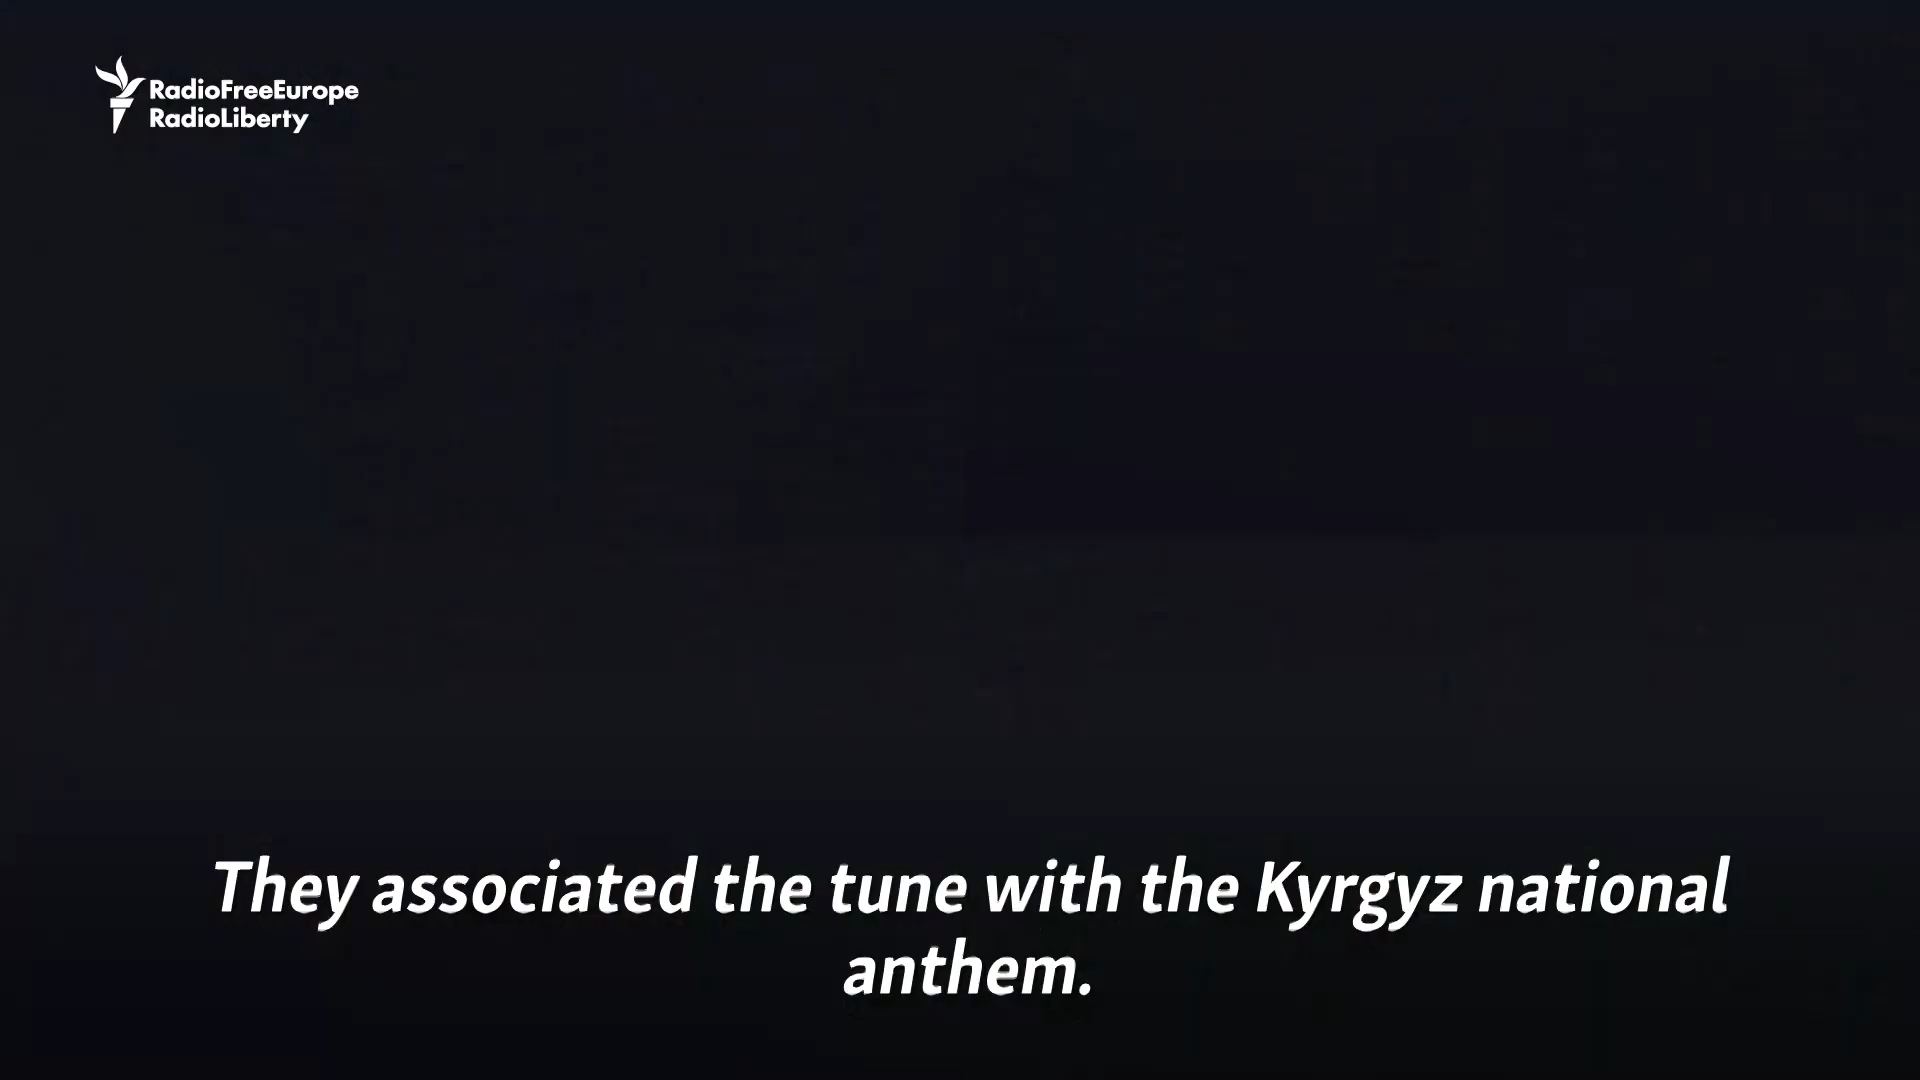 RadioFreeEurope
RadioLiberty
They associated the tune with the Kyrgyz national
anthem.